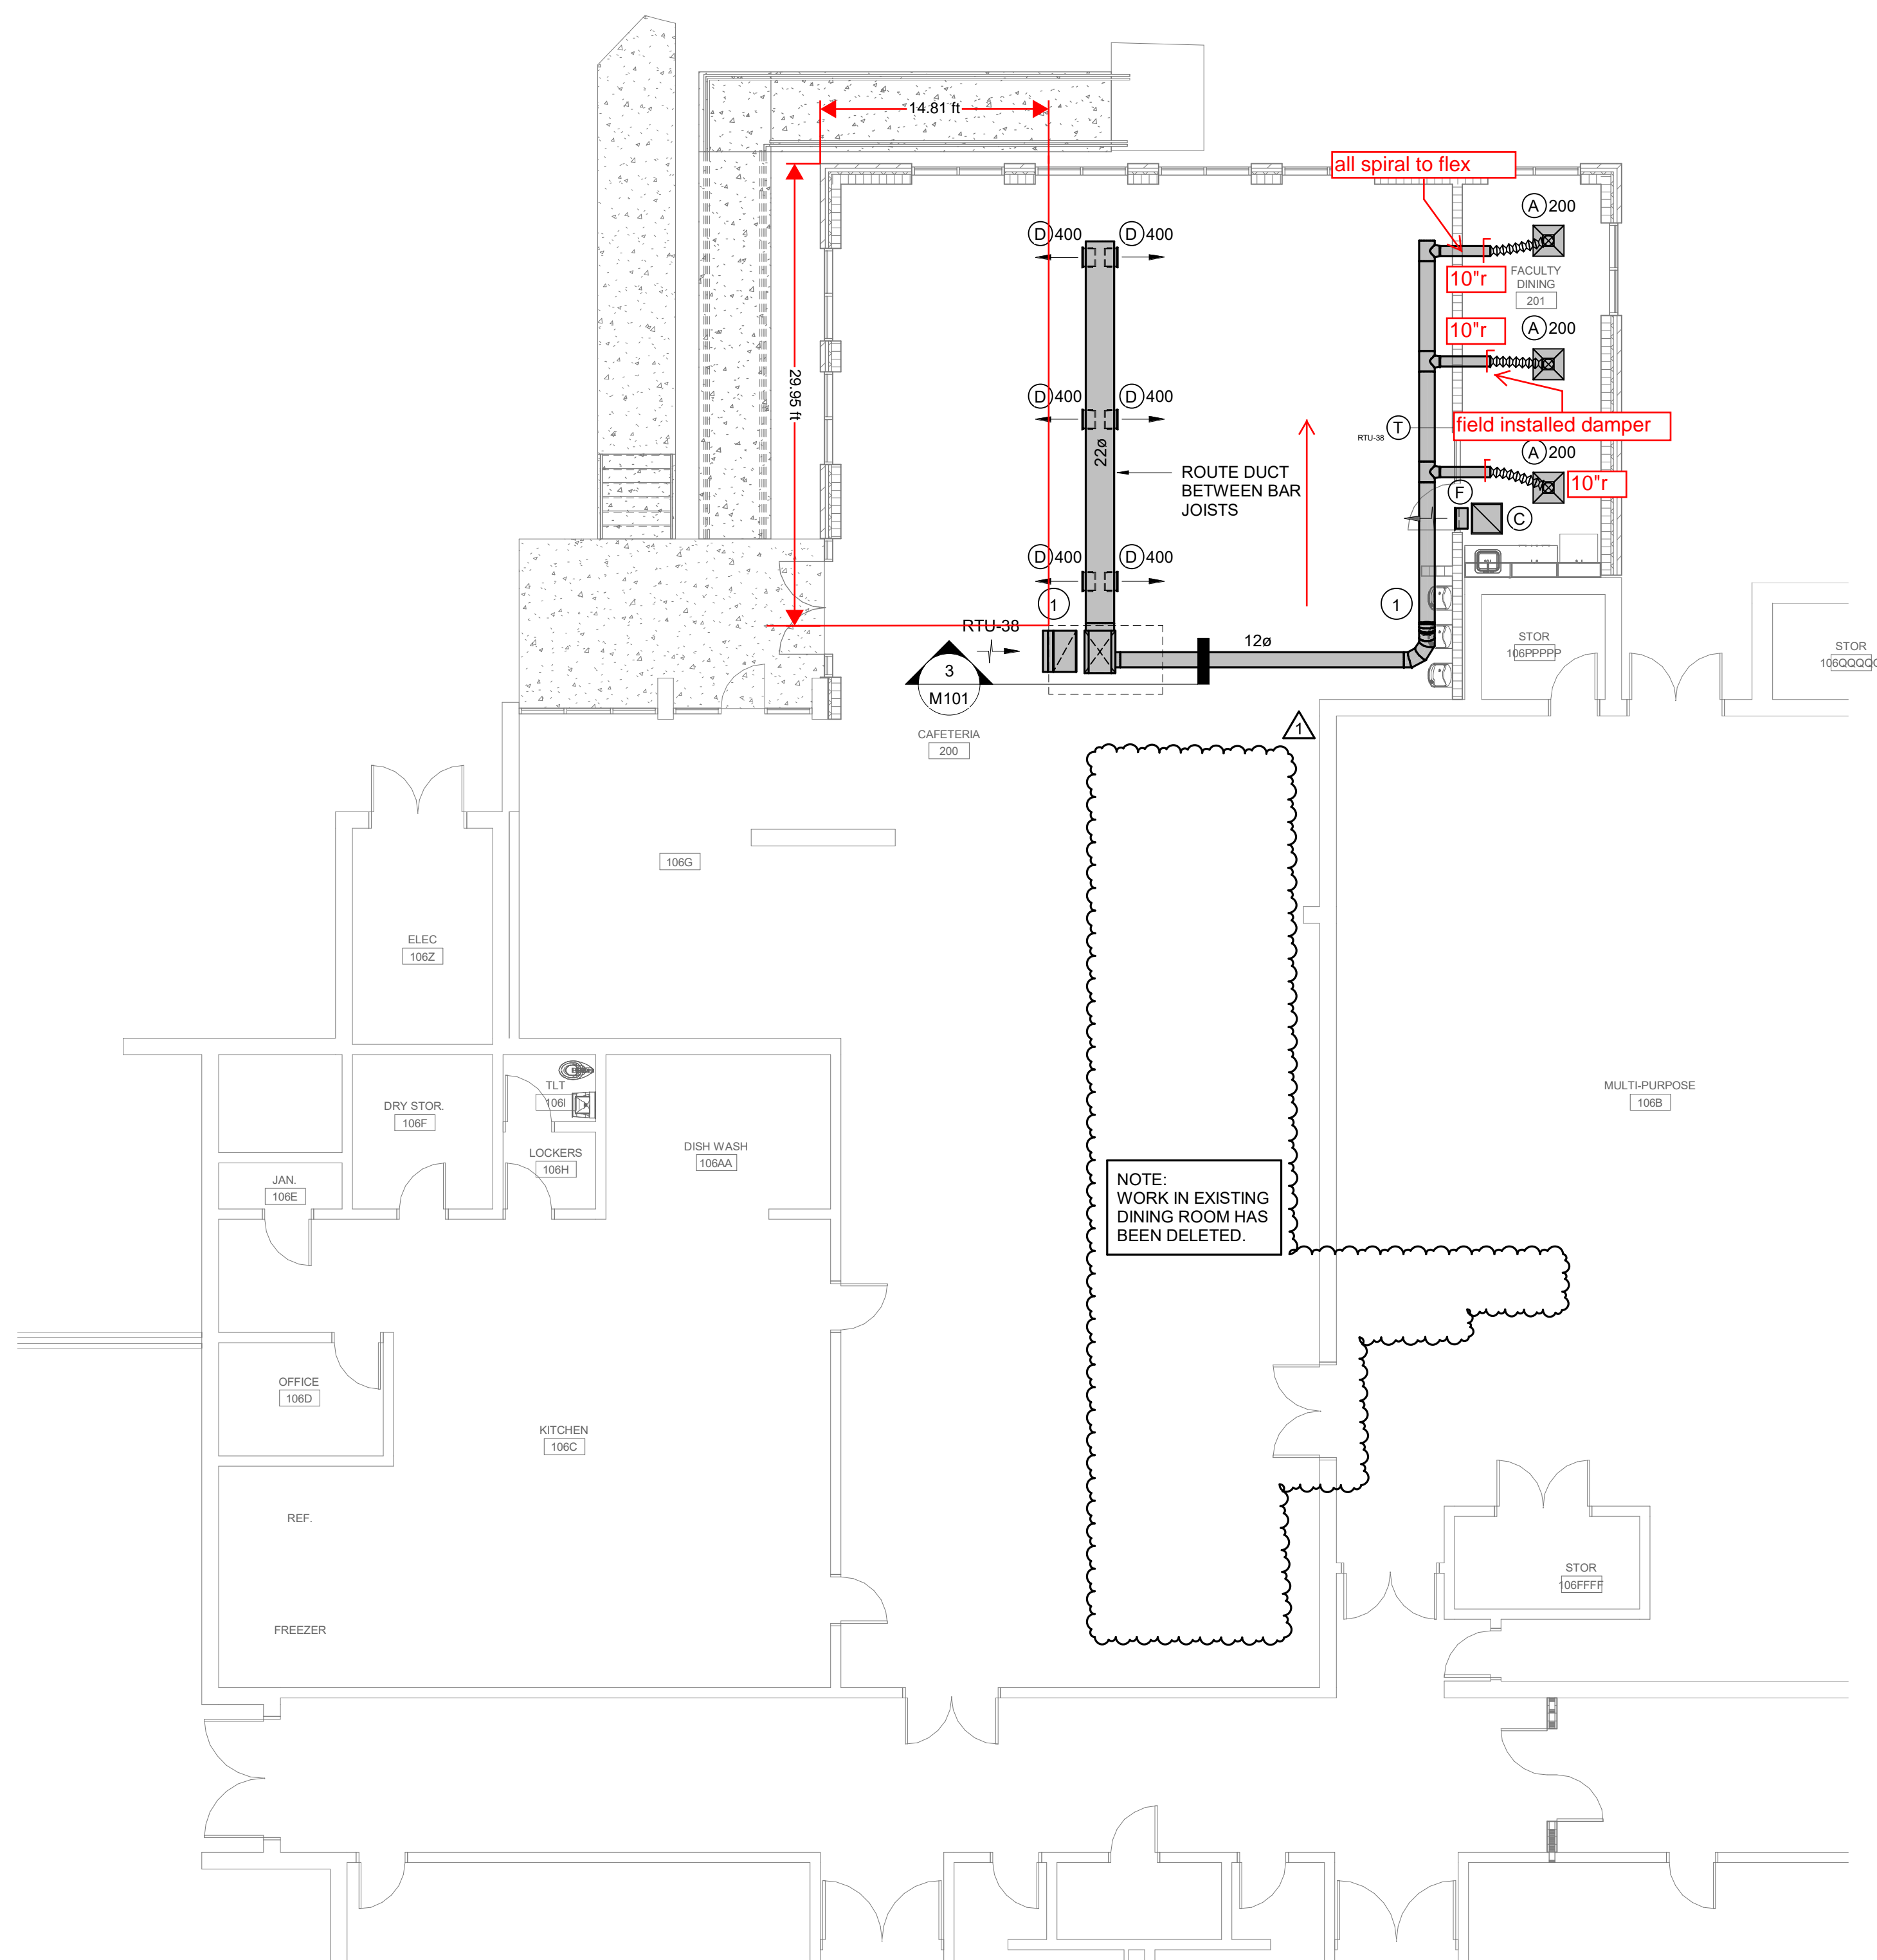 14.81 ft
all spiral to flex
A 200
D 400
D 400
10"r
FACULTY
DINING
201
10"r
A 200
29.95 ft
D 400
D 400
field installed damper
RTU-38
T
22ø
A 200
ROUTE DUCT
BETWEEN BAR
JOISTS
10"r
F
C
D 400
D 400
1
1
RTU-38
12ø
STOR
106PPPPP
STOR
106QQQQ
3
M101
1
CAFETERIA
200
106G
ELEC
106Z
TLT
106I
MULTI-PURPOSE
106B
DRY STOR.
106F
LOCKERS
106H
DISH WASH
106AA
JAN.
106E
NOTE:
WORK IN EXISTING
DINING ROOM HAS
BEEN DELETED.
OFFICE
106D
KITCHEN
106C
REF.
STOR
106FFFF
FREEZER